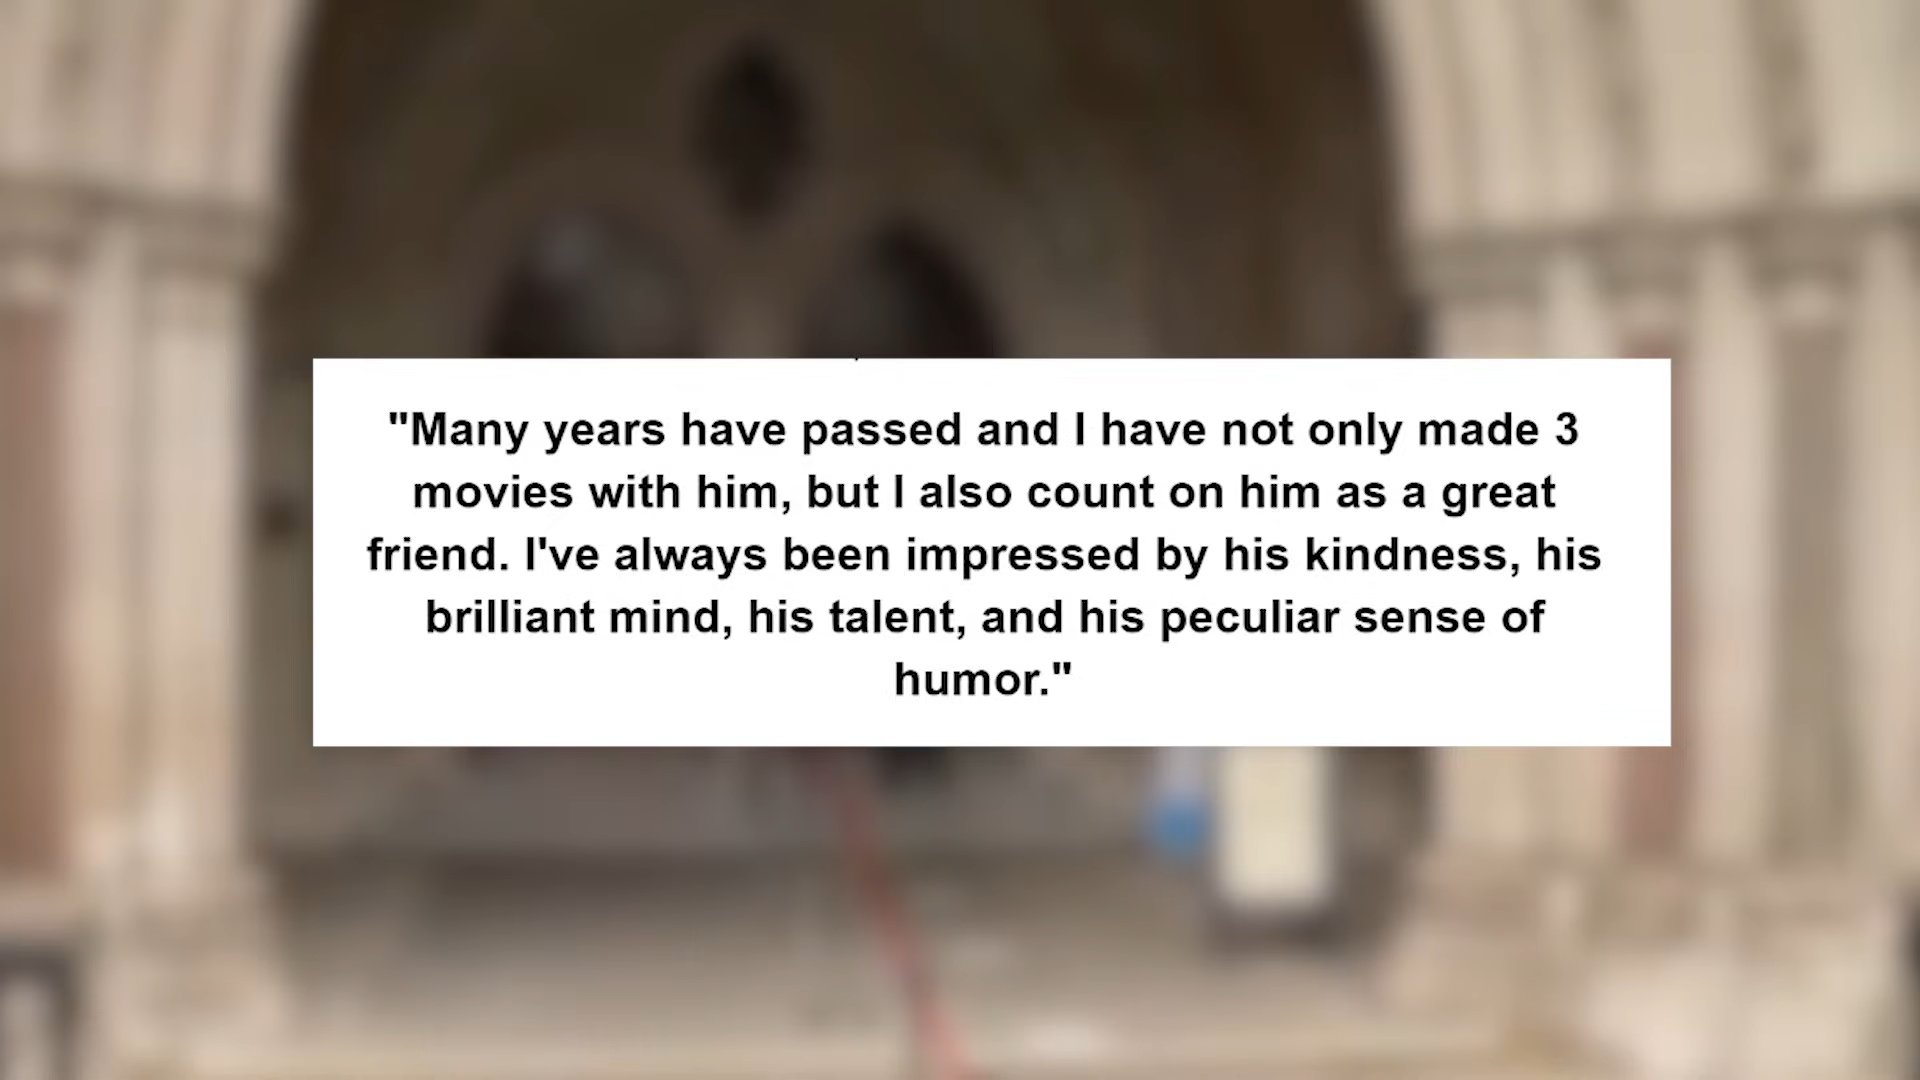 "Many years have passed and I have not only made 3
movies with him, but I also count on him as a great
friend. I've always been impressed by his kindness, his
brilliant mind, his talent, and his peculiar sense of
humor."